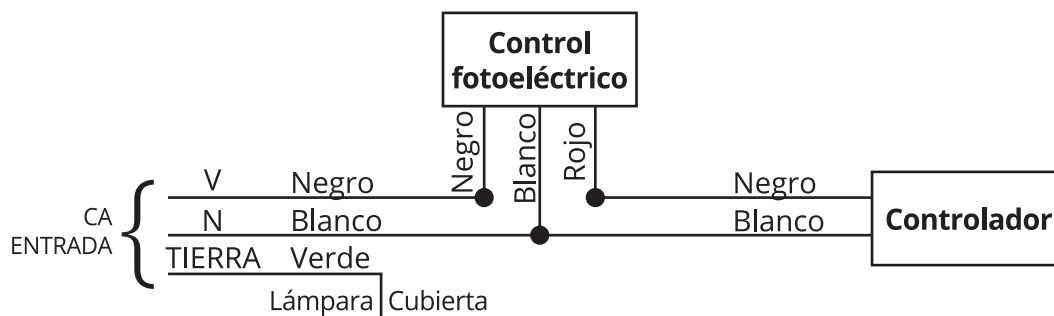 Control
fotoeléctrico
Negro
Blanco
Rojo
V Negro Negro
CA
ENTRADA
N Blanco Blanco
Controlador
TIERRA Verde
Lámpara Cubierta